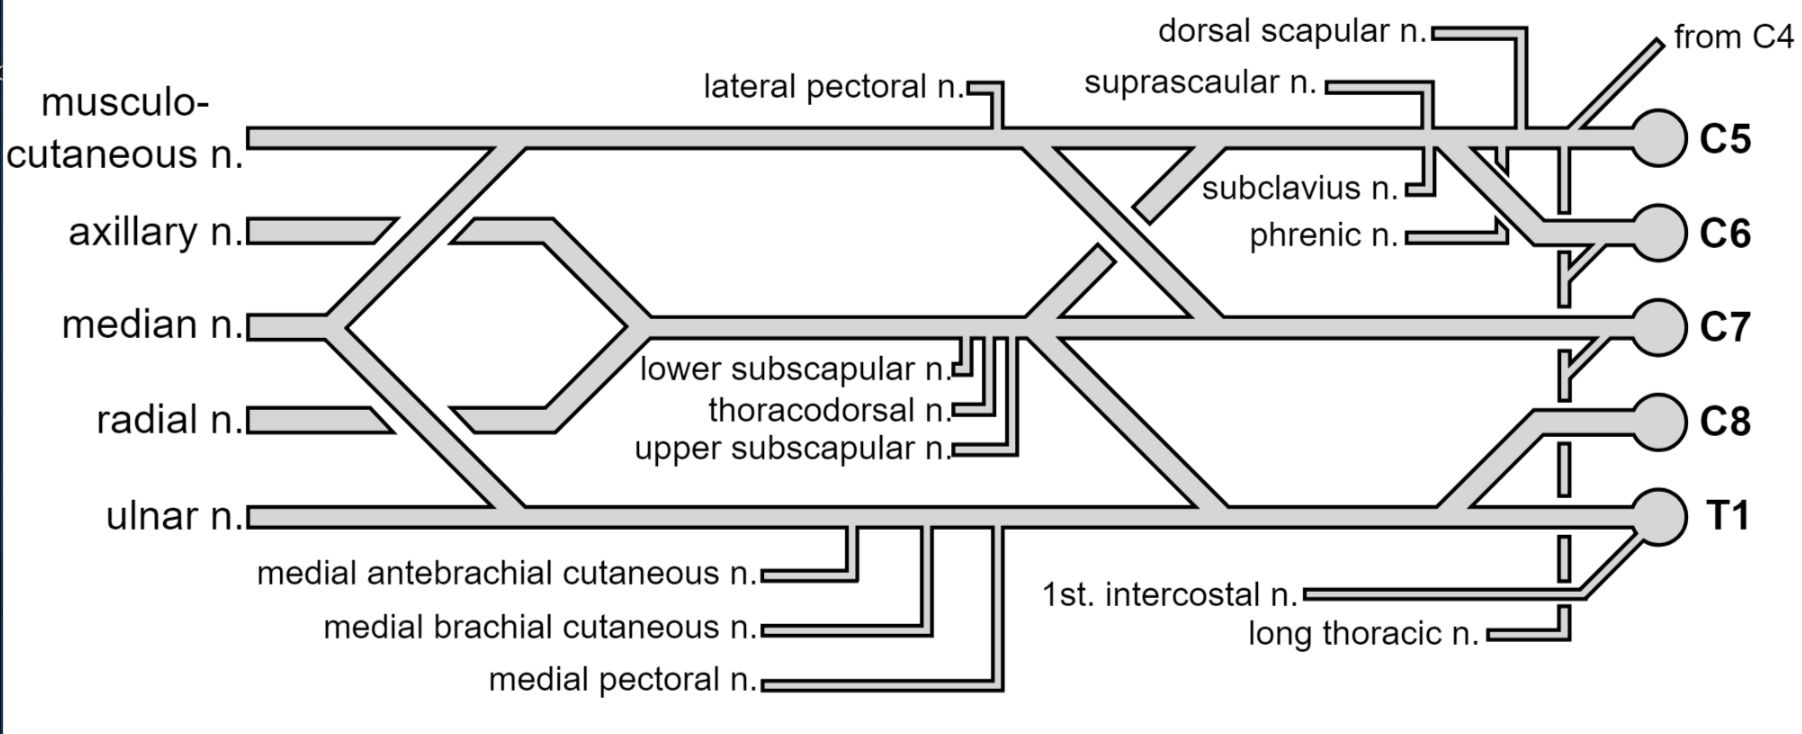 dorsal scapular n.
from C4
lateral pectoral n.
suprascaular n.
musculo-
cutaneous n.
C5
subclavius n.
axillary n.
phrenic n.
C6
median n.
C7
lower subscapular n.
thoracodorsal n.
radial n.
C8
upper subscapular n.
ulnar n.
T1
medial antebrachial cutaneous n.
1st. intercostal n.
medial brachial cutaneous n.
long thoracic n.
medial pectoral n.